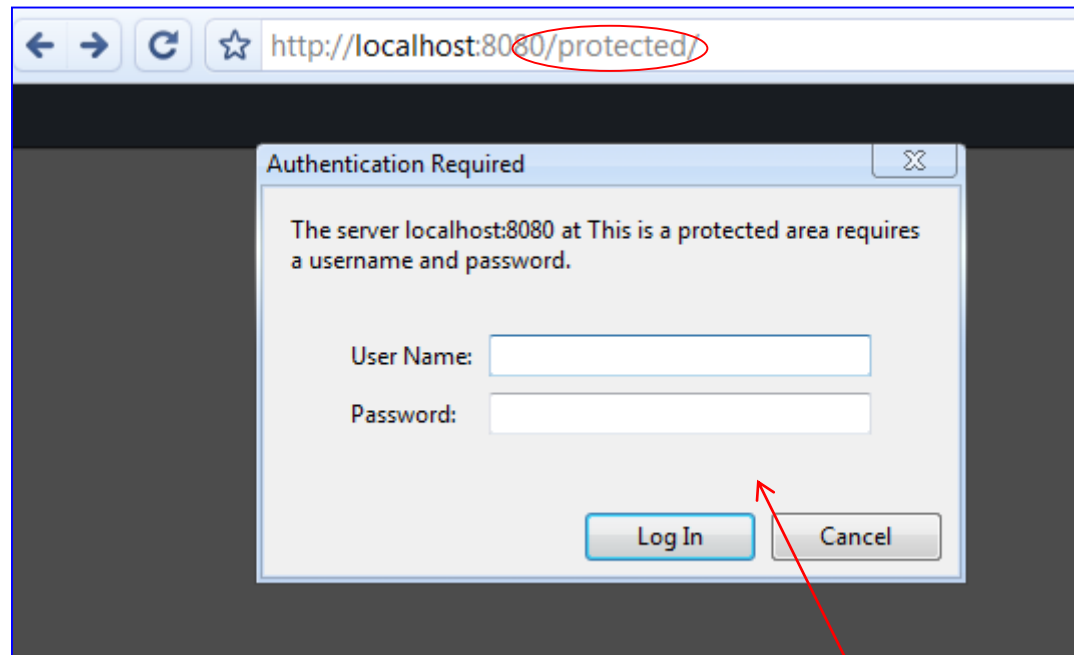 http://localhost:8080/protected/
Authentication Required
The server localhost:8080 at This is a protected area requires
a username and password.
User Name:
Password:
Log In
Cancel